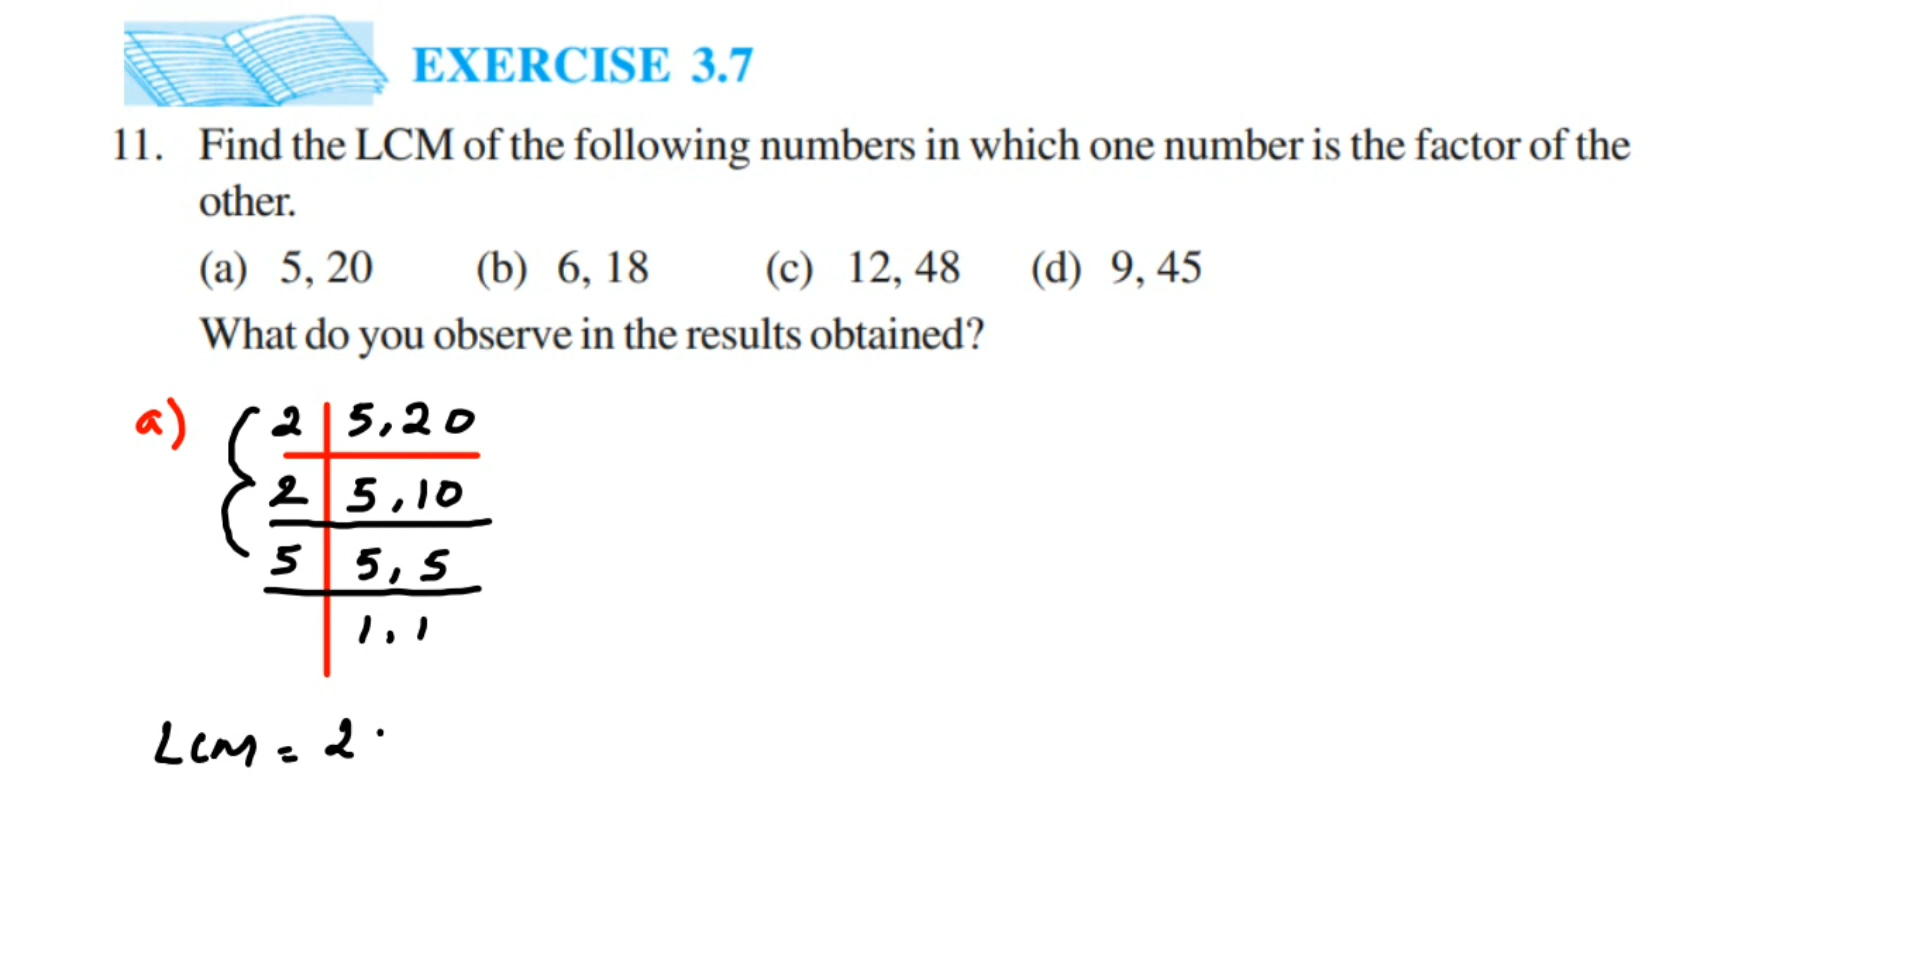 EXERCISE 3.7
11. Find the LCM of the following numbers in which one number is the factor of the
other.
(a) 5, 20 (b) 6, 18 (c) 12, 48 (d) 9, 45
What do you observe in the results obtained?
a) 2 | 5,20
2 | 5,10
5 | 5,5
1,1
LCM = 2 ·